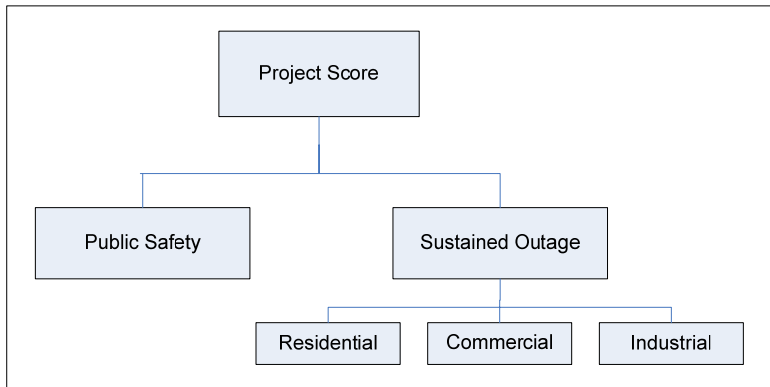 Project Score
Public Safety
Sustained Outage
Residential
Commercial
Industrial